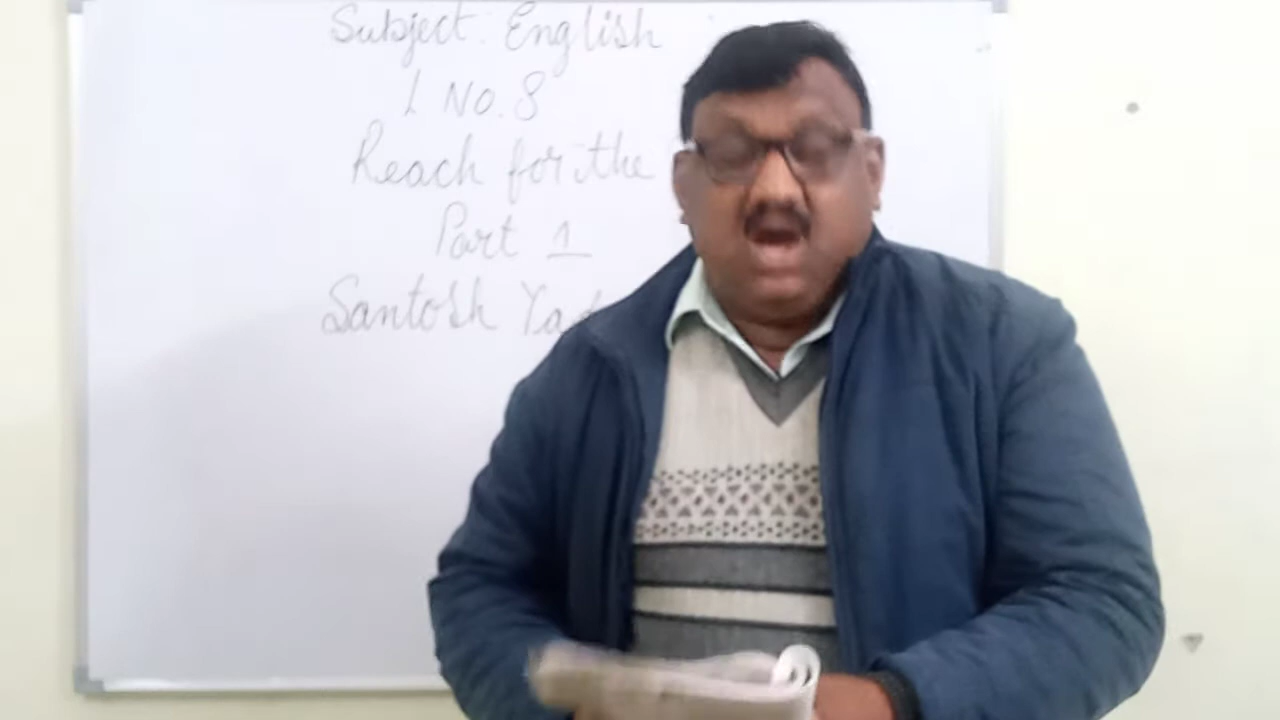 Subject: English
L No. 8
Reach for the
Part 1
Santosh